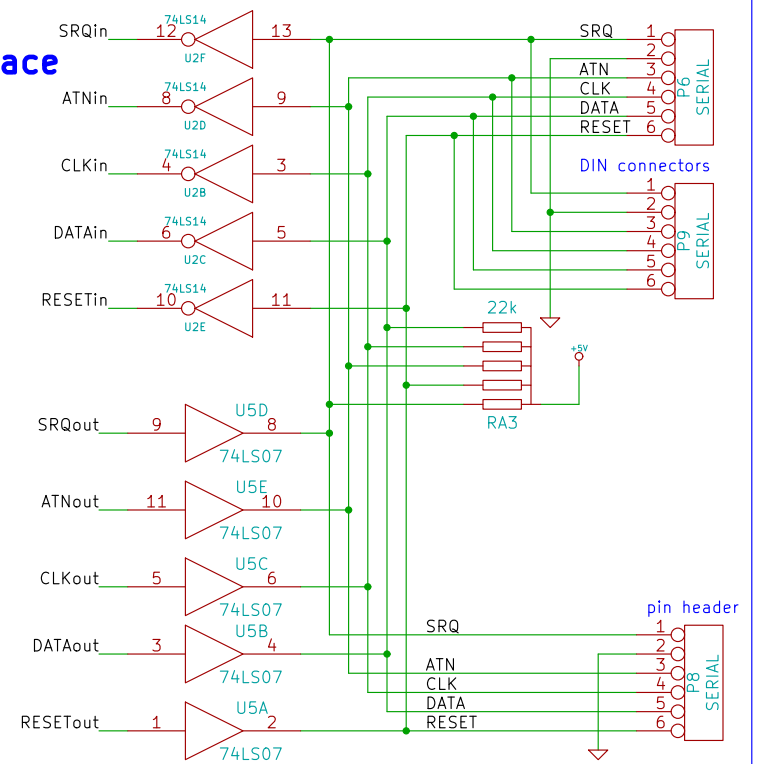 ace
SRQin 12 74LS14 U2F 13
ATNin 8 74LS14 U2D 9
CLKin 4 74LS14 U2B 3
DATAin 6 74LS14 U2C 5
RESETin 10 74LS14 U2E 11
SRQ 1
2
ATN 3
CLK 4
DATA 5
RESET 6
P6
SERIAL
DIN connectors
1
2
3
4
5
6
P9
SERIAL
22k
RA3
+5V
SRQout 9 U5D 8 74LS07
ATNout 11 U5E 10 74LS07
CLKout 5 U5C 6 74LS07
DATAout 3 U5B 4 74LS07
RESETout 1 U5A 2 74LS07
pin header
SRQ 1
2
ATN 3
CLK 4
DATA 5
RESET 6
P8
SERIAL